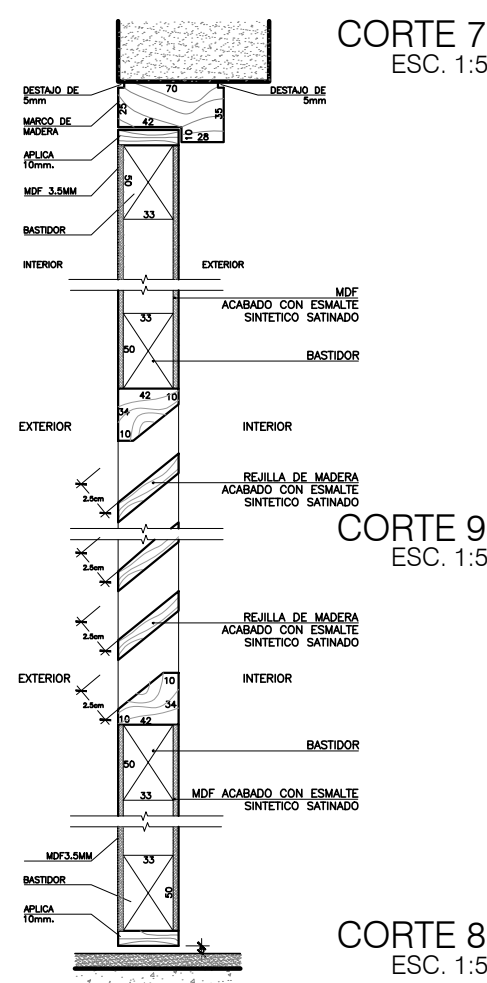 CORTE 7
ESC. 1:5
DESTAJO DE
5mm
70
DESTAJO DE
5mm
25
35
MARCO DE
MADERA
42
10
28
APLICA
10mm.
MDF 3.5MM
50
33
BASTIDOR
INTERIOR
EXTERIOR
MDF
ACABADO CON ESMALTE
SINTETICO SATINADO
33
50
BASTIDOR
42
10
34
10
EXTERIOR
INTERIOR
REJILLA DE MADERA
ACABADO CON ESMALTE
SINTETICO SATINADO
2.5cm
CORTE 9
ESC. 1:5
2.5cm
REJILLA DE MADERA
ACABADO CON ESMALTE
SINTETICO SATINADO
2.5cm
EXTERIOR
INTERIOR
10
34
2.5cm
10
42
BASTIDOR
50
33
MDF ACABADO CON ESMALTE
SINTETICO SATINADO
MDF3.5MM
33
BASTIDOR
50
APLICA
10mm.
CORTE 8
ESC. 1:5